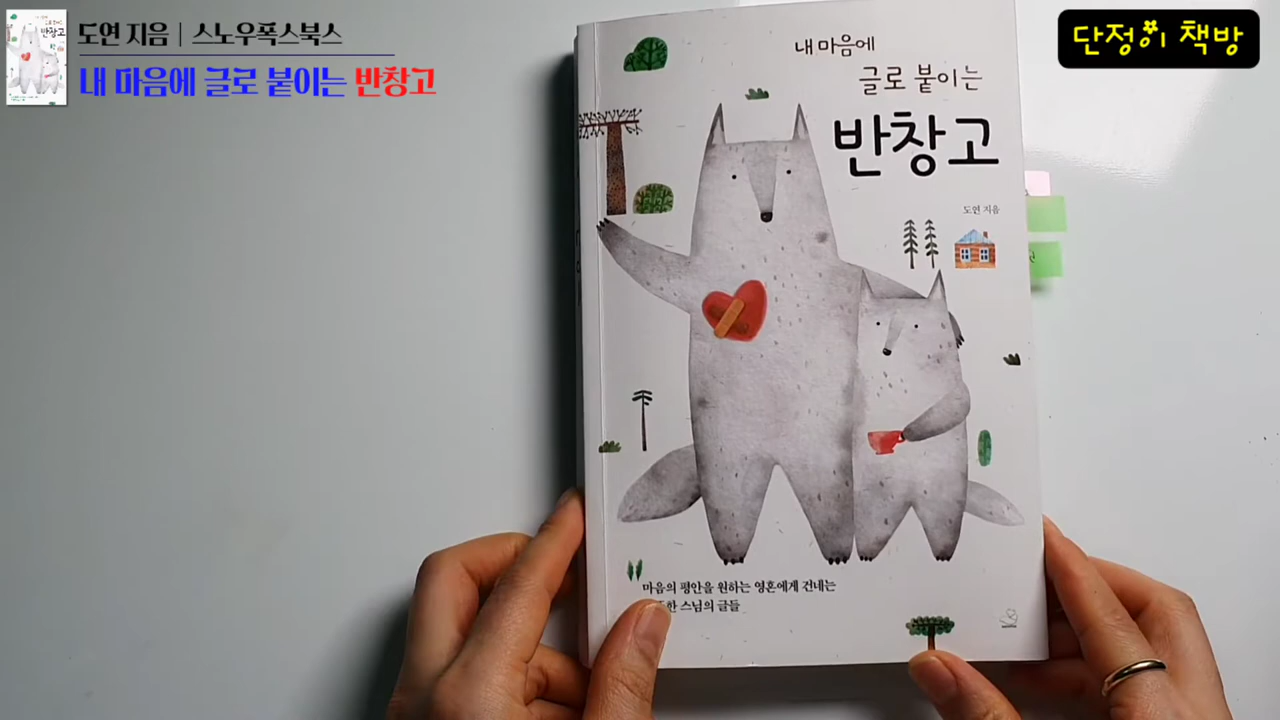 도연 지음 | 스노우폭스북스
내 마음에 글로 붙이는 반창고
단정이 책방
내 마음에
글로 붙이는
반창고
도연 지음
마음의 평안을 원하는 영혼에게 건네는
한 스님의 글들